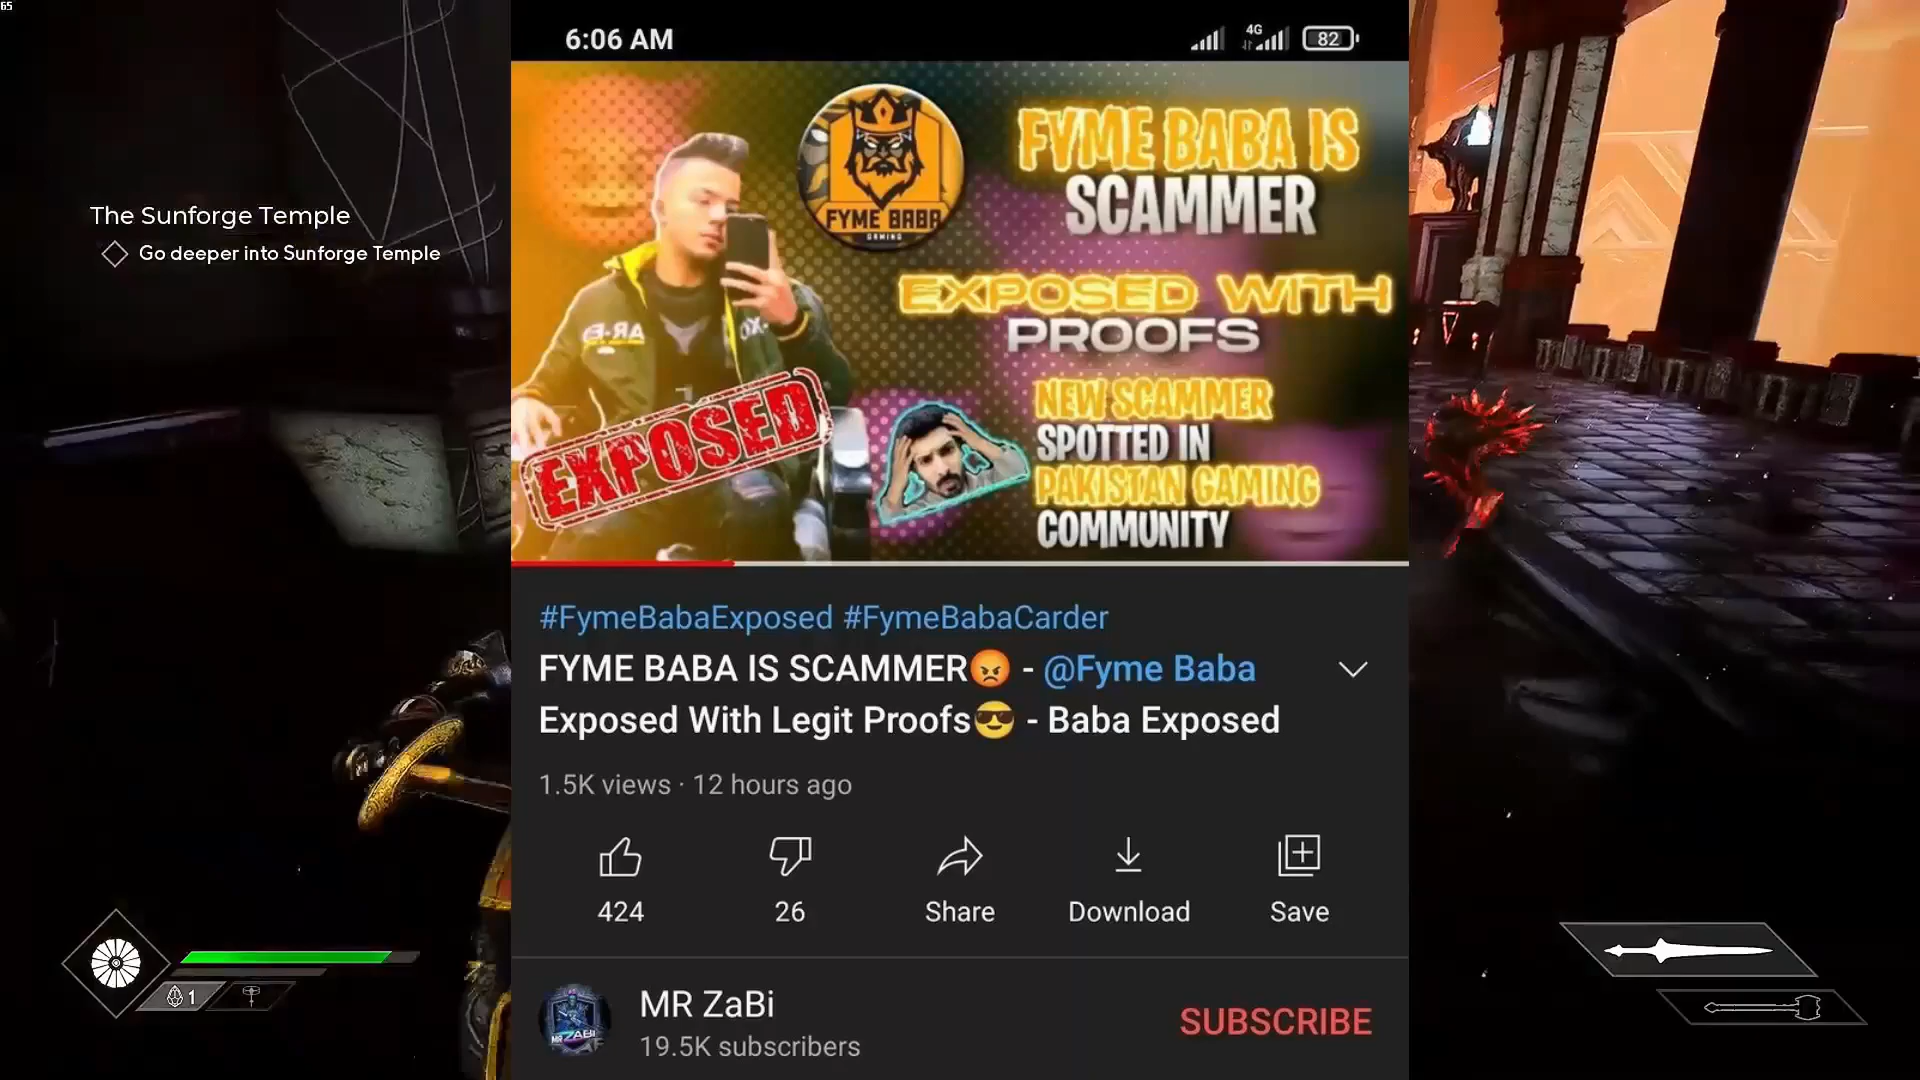 65
6:06 AM
4G
82
The Sunforge Temple
Go deeper into Sunforge Temple
FYME BABA IS
SCAMMER
FYME BABA
GAMING
EXPOSED WITH
PROOFS
EXPOSED
NEW SCAMMER
SPOTTED IN
PAKISTAN GAMING
COMMUNITY
#FymeBabaExposed #FymeBabaCarder
FYME BABA IS SCAMMER😡 - @Fyme Baba
Exposed With Legit Proofs😎 - Baba Exposed
1.5K views · 12 hours ago
424
26
Share
Download
Save
1
MR ZaBi
MR ZABI
19.5K subscribers
SUBSCRIBE